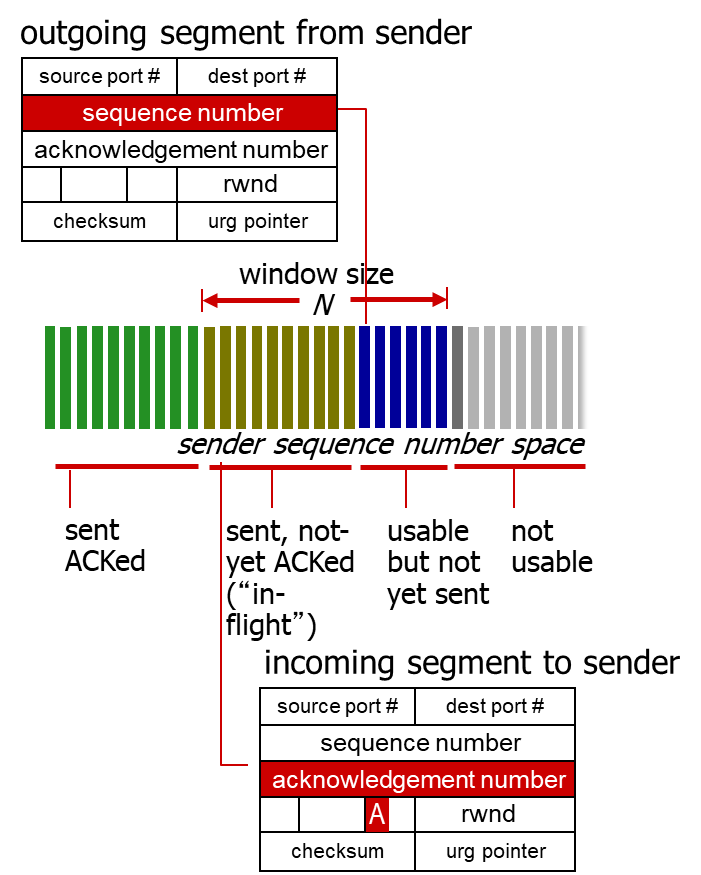 outgoing segment from sender
source port # dest port #
sequence number
acknowledgement number
rwnd
checksum urg pointer
window size
N
sender sequence number space
sent
ACKed
sent, not-
yet ACKed
(“in-
flight”)
usable
but not
yet sent
not
usable
incoming segment to sender
source port # dest port #
sequence number
acknowledgement number
A rwnd
checksum urg pointer